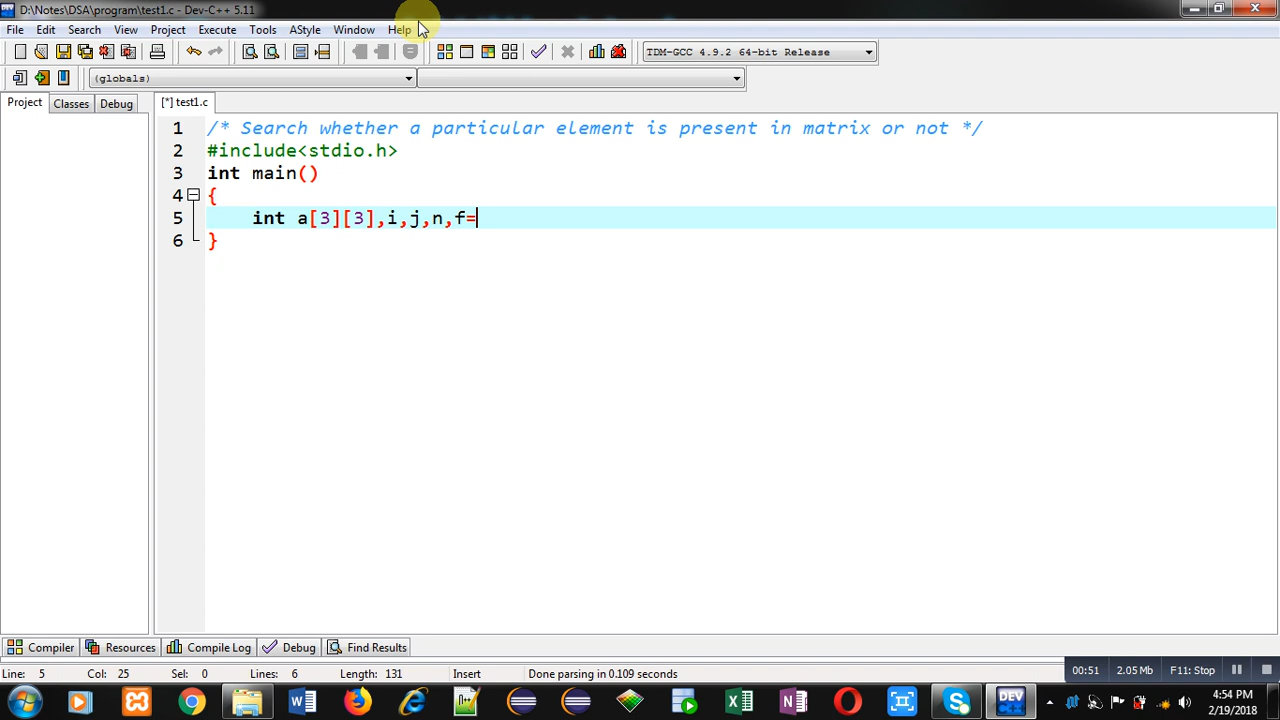 D:\Notes\DSA\program\test1.c - Dev-C++ 5.11
File Edit Search View Project Execute Tools AStyle Window Help
TDM-GCC 4.9.2 64-bit Release
(globals)
Project Classes Debug [*] test1.c
1 /* Search whether a particular element is present in matrix or not */
2 #include<stdio.h>
3 int main()
4 {
5 int a[3][3],i,j,n,f=
6 }
Compiler Resources Compile Log Debug Find Results
Line: 5 Col: 25 Sel: 0 Lines: 6 Length: 131 Insert Done parsing in 0.109 seconds
00:51 2.05 Mb F11: Stop
4:54 PM
2/19/2018